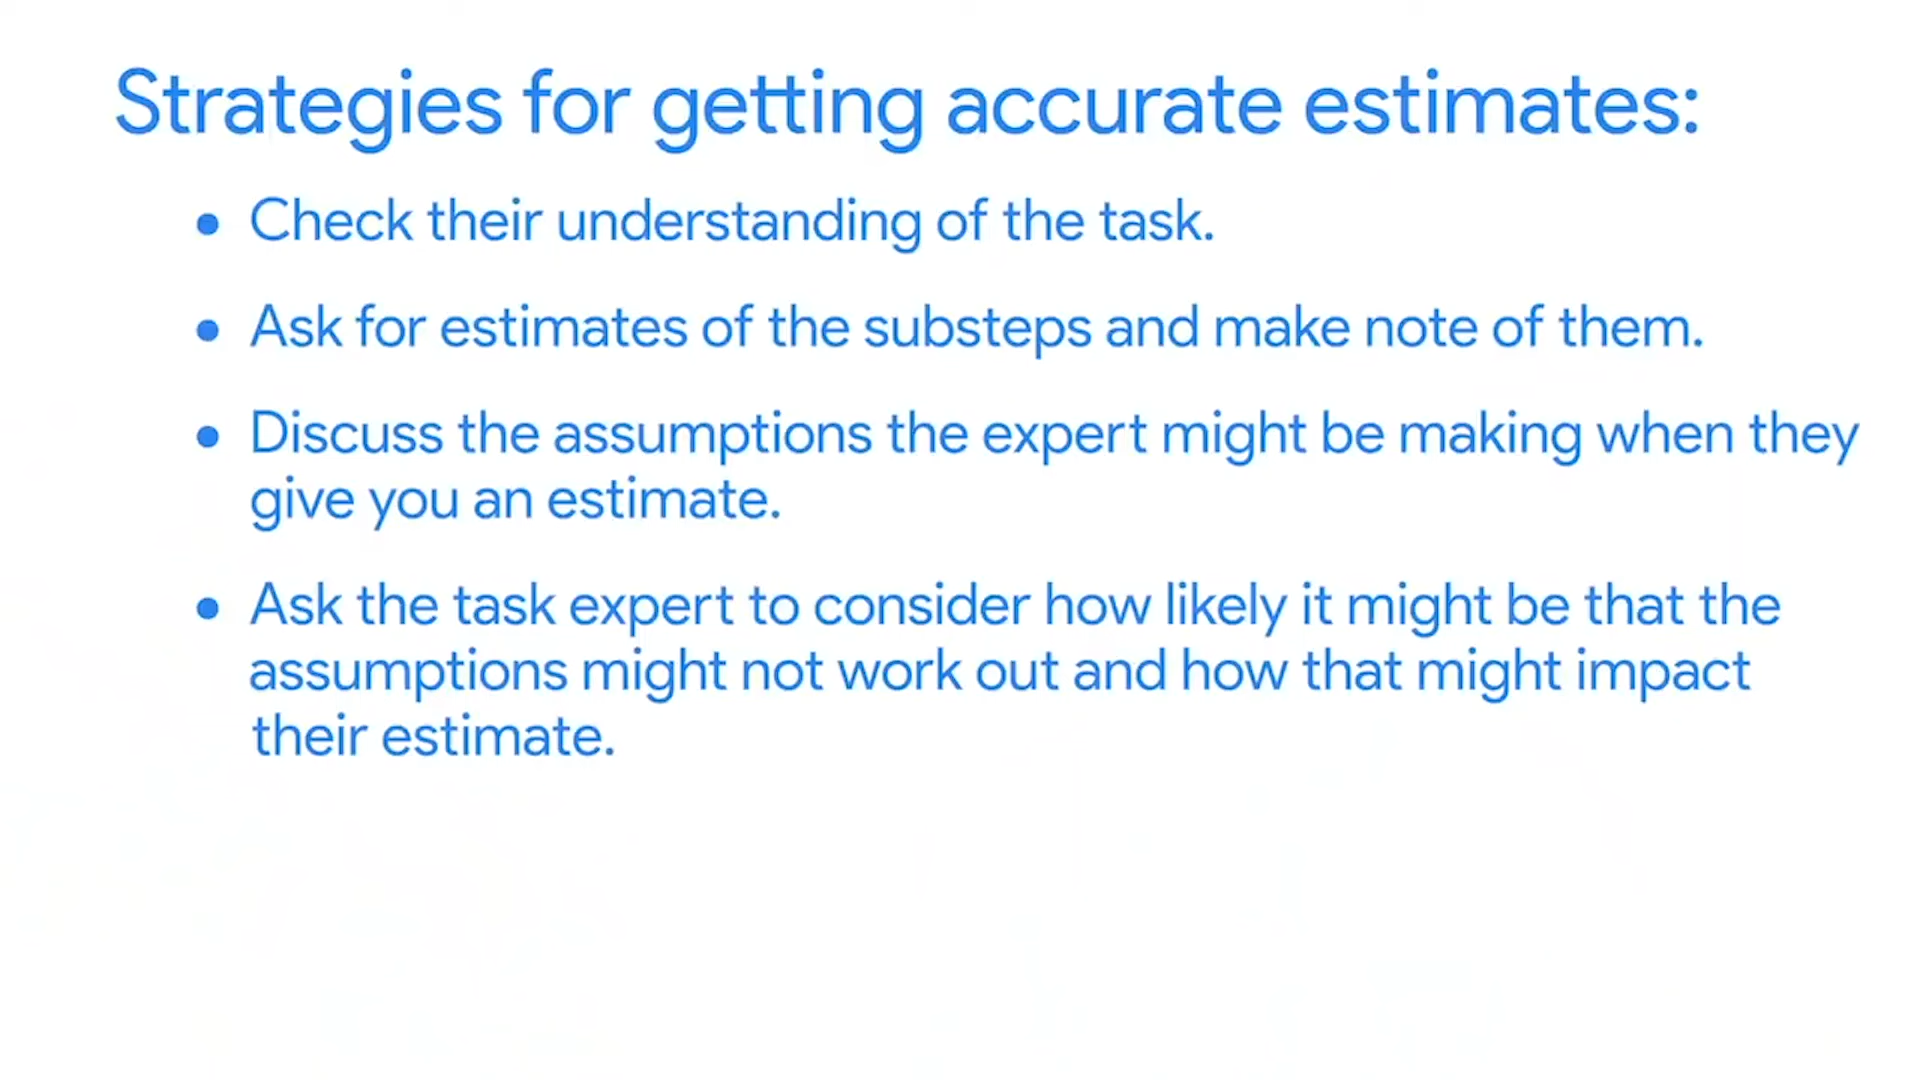 Strategies for getting accurate estimates:
• Check their understanding of the task.
• Ask for estimates of the substeps and make note of them.
• Discuss the assumptions the expert might be making when they
give you an estimate.
• Ask the task expert to consider how likely it might be that the
assumptions might not work out and how that might impact
their estimate.